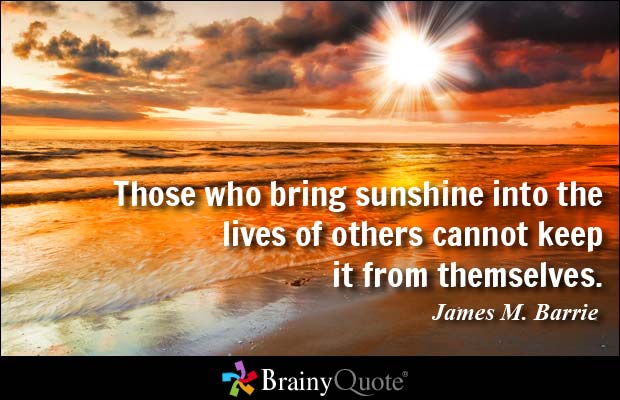 Those who bring sunshine into the
lives of others cannot keep
it from themselves.
James M. Barrie
BrainyQuote®